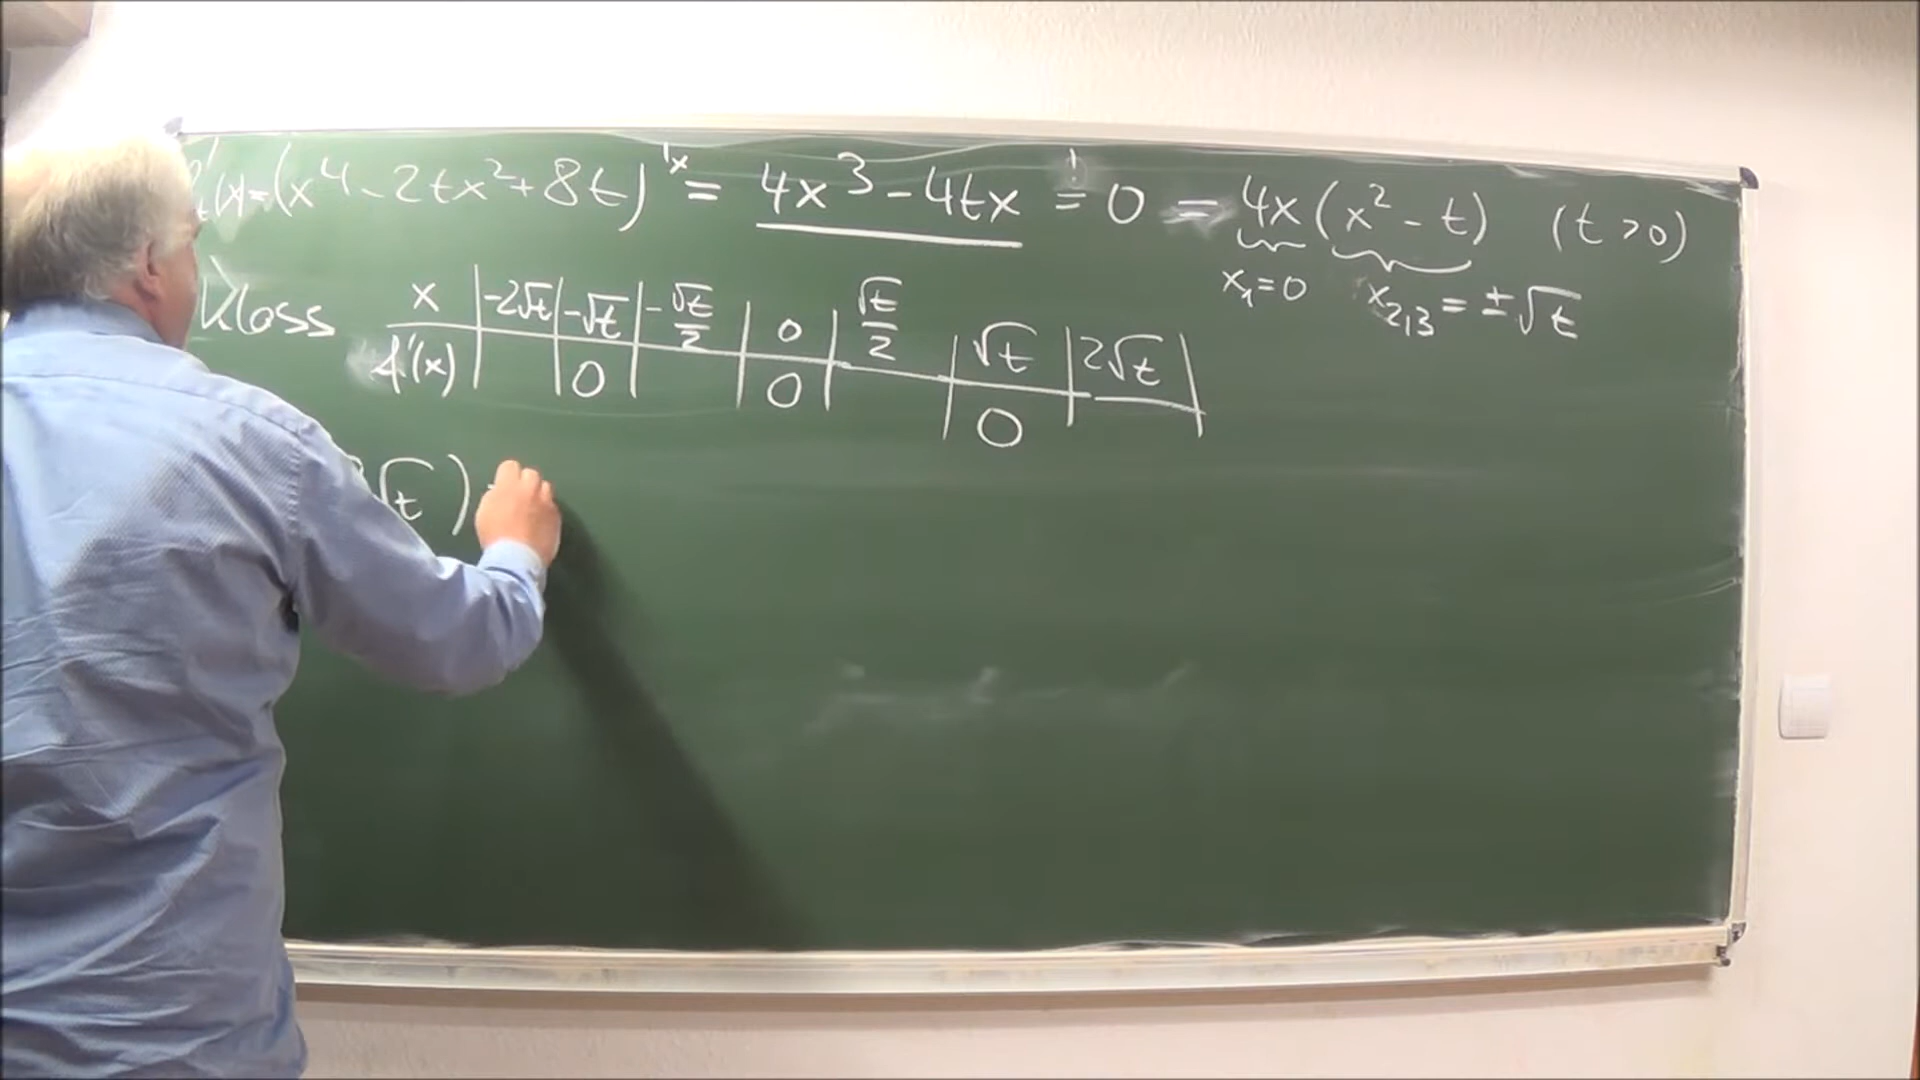 (x) = (x⁴ - 2tx² + 8t)'ˣ = 4x³ - 4tx =! 0 = 4x (x² - t) (t > 0)
x₁ = 0 x₂,₃ = ±√t
x | -2√t | -√t | -√t/2 | 0 | √t/2 | √t | 2√t |
f'(x) | | 0 | | 0 | | 0 | |
√t )